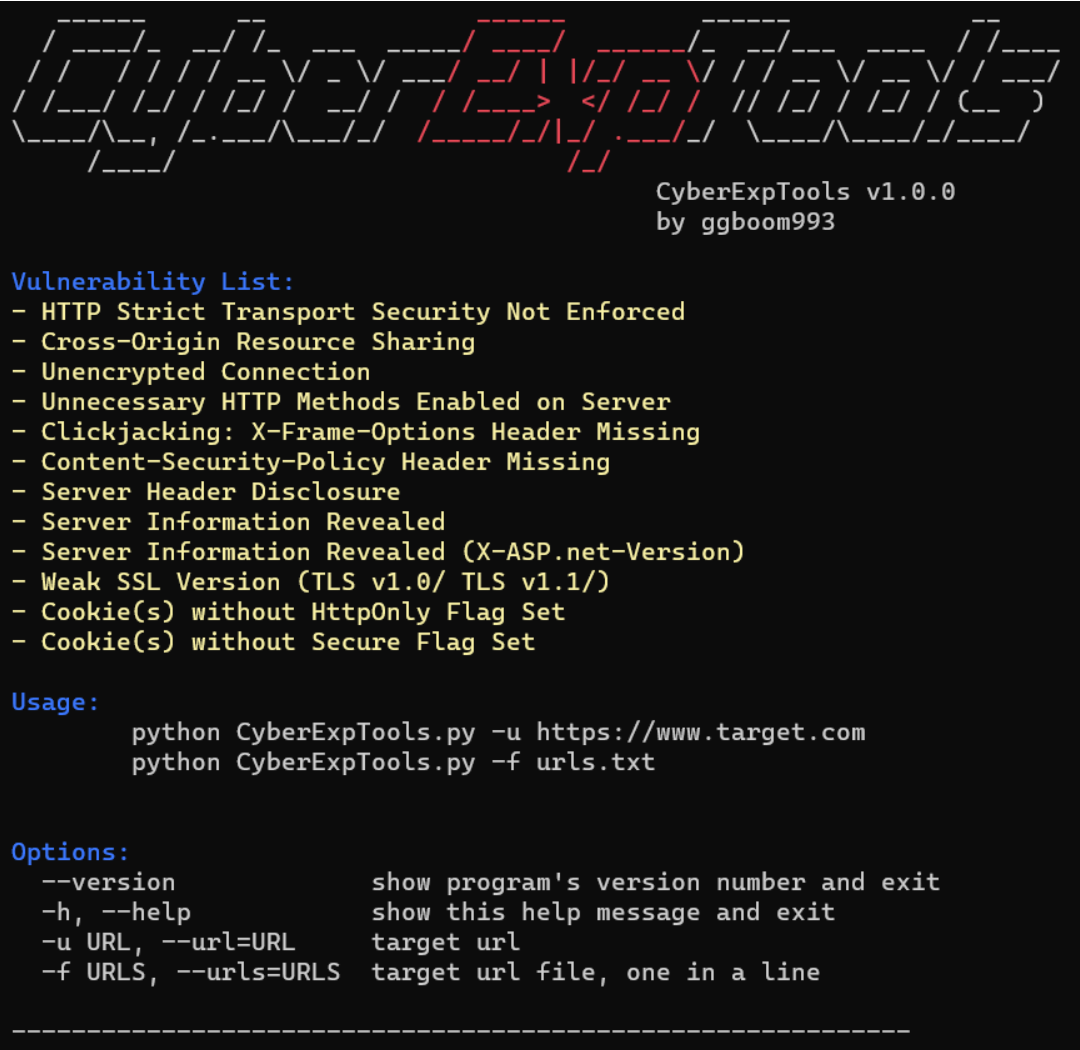 CyberExpTools
CyberExpTools v1.0.0
by ggboom993
Vulnerability List:
- HTTP Strict Transport Security Not Enforced
- Cross-Origin Resource Sharing
- Unencrypted Connection
- Unnecessary HTTP Methods Enabled on Server
- Clickjacking: X-Frame-Options Header Missing
- Content-Security-Policy Header Missing
- Server Header Disclosure
- Server Information Revealed
- Server Information Revealed (X-ASP.net-Version)
- Weak SSL Version (TLS v1.0/ TLS v1.1/)
- Cookie(s) without HttpOnly Flag Set
- Cookie(s) without Secure Flag Set
Usage:
python CyberExpTools.py -u https://www.target.com
python CyberExpTools.py -f urls.txt
Options:
--version show program's version number and exit
-h, --help show this help message and exit
-u URL, --url=URL target url
-f URLS, --urls=URLS target url file, one in a line